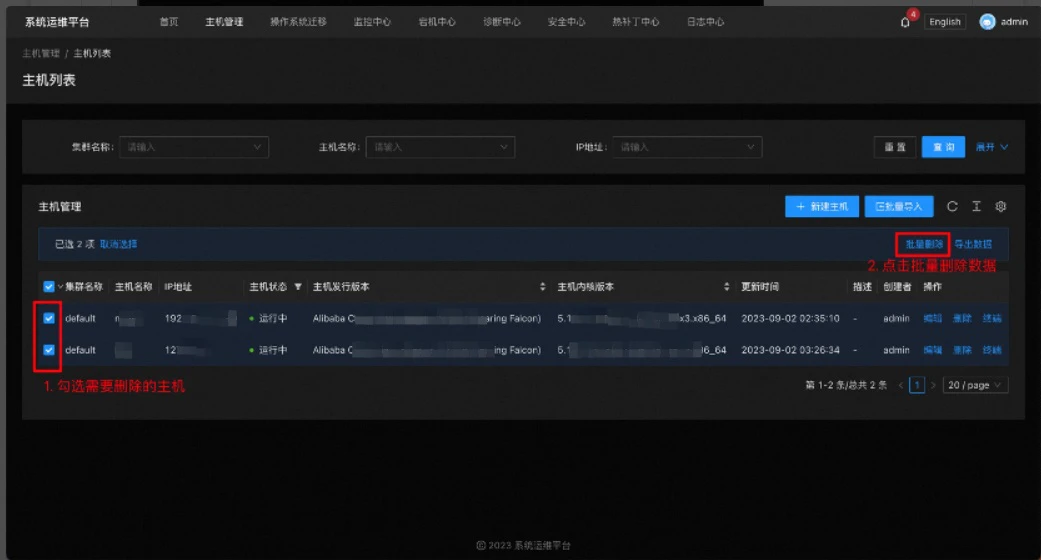 系统运维平台 首页 主机管理 操作系统迁移 监控中心 宕机中心 诊断中心 安全中心 热补丁中心 日志中心 4 English admin
主机管理 / 主机列表
主机列表
集群名称: 请输入 主机名称: 请输入 IP地址: 请输入 重置 查询 展开
主机管理 + 新建主机 批量导入
已选 2 项 取消选择 批量删除 导出数据
2. 点击批量删除数据
集群名称 主机名称 IP地址 主机状态 主机发行版本 主机内核版本 更新时间 描述 创建者 操作
default 192 运行中 Alibaba C aring Falcon) 5.1 x3.x86_64 2023-09-02 02:35:10 - admin 编辑 删除 终端
default 12 运行中 Alibaba C ing Falcon) 5.1 6_64 2023-09-02 03:26:34 - admin 编辑 删除 终端
1. 勾选需要删除的主机
第 1-2 条/总共 2 条 < 1 > 20 / page
© 2023 系统运维平台